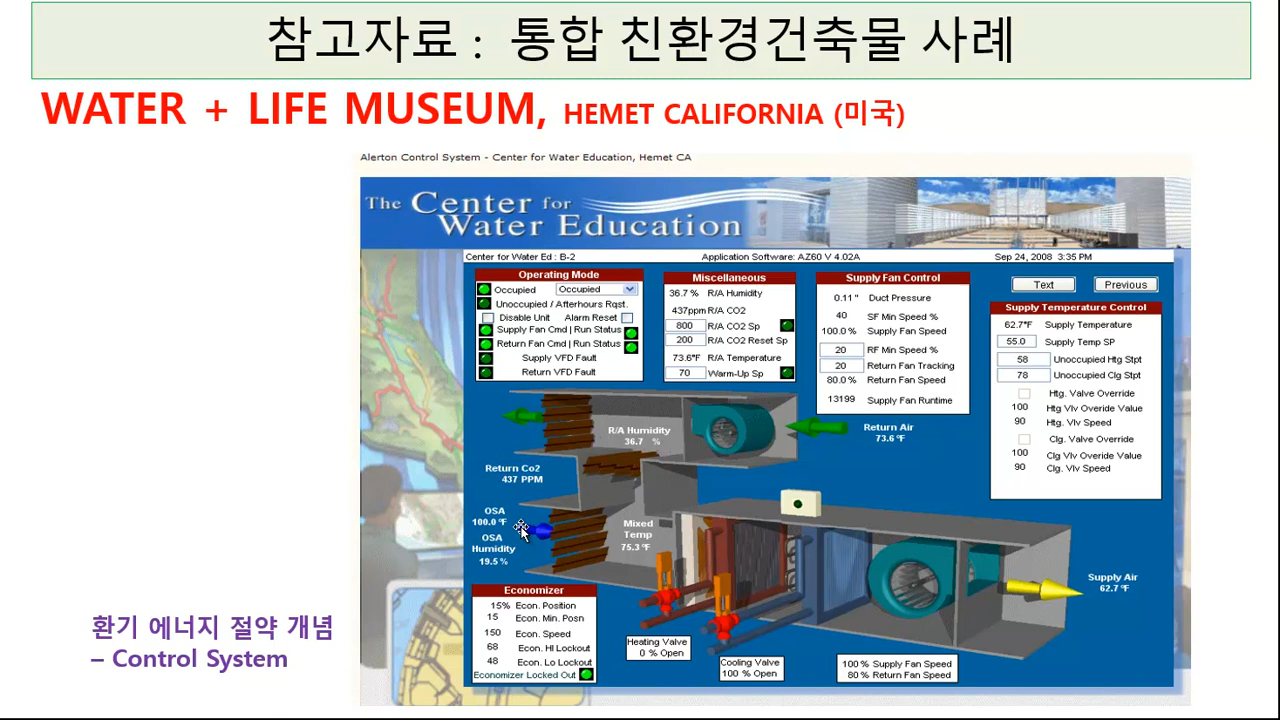 참고자료 : 통합 친환경건축물 사례
WATER + LIFE MUSEUM, HEMET CALIFORNIA (미국)
Alerton Control System - Center for Water Education, Hemet CA
The Center for
Water Education
Center for Water Ed : B-2 Application Software: AZ60 V 4.02A Sep 24, 2008 3:35 PM
Operating Mode
Occupied Occupied
Unoccupied / Afterhours Rqst.
Disable Unit Alarm Reset
Supply Fan Cmd | Run Status
Return Fan Cmd | Run Status
Supply VFD Fault
Return VFD Fault
Miscellaneous
36.7 % R/A Humidity
437ppm R/A CO2
800 R/A CO2 Sp
200 R/A CO2 Reset Sp
73.6°F R/A Temperature
70 Warm-Up Sp
Supply Fan Control
0.11" Duct Pressure
40 SF Min Speed %
100.0 % Supply Fan Speed
20 RF Min Speed %
20 Return Fan Tracking
80.0 % Return Fan Speed
13199 Supply Fan Runtime
Text Previous
Supply Temperature Control
62.7°F Supply Temperature
55.0 Supply Temp SP
58 Unoccupied Htg Stpt
78 Unoccupied Clg Stpt
Htg. Valve Override
100 Htg Vlv Overide Value
90 Htg. Vlv Speed
Clg. Valve Override
100 Clg Vlv Overide Value
90 Clg. Vlv Speed
R/A Humidity
36.7 %
Return Air
73.6 °F
Return Co2
437 PPM
OSA
100.0 °F
OSA
Humidity
19.5 %
Mixed
Temp
75.3 °F
Supply Air
62.7 °F
Economizer
15% Econ. Position
15 Econ. Min. Posn
150 Econ. Speed
68 Econ. HI Lockout
48 Econ. Lo Lockout
Economizer Locked Out
Heating Valve
0 % Open
Cooling Valve
100 % Open
100 % Supply Fan Speed
80 % Return Fan Speed
환기 에너지 절약 개념
– Control System